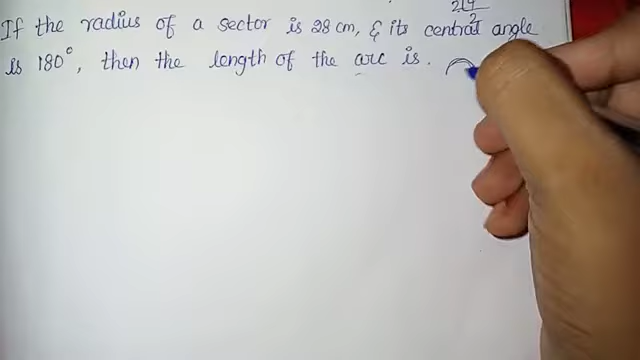 If the radius of a sector is 28 cm, & its central angle
is 180°, then the length of the arc is.